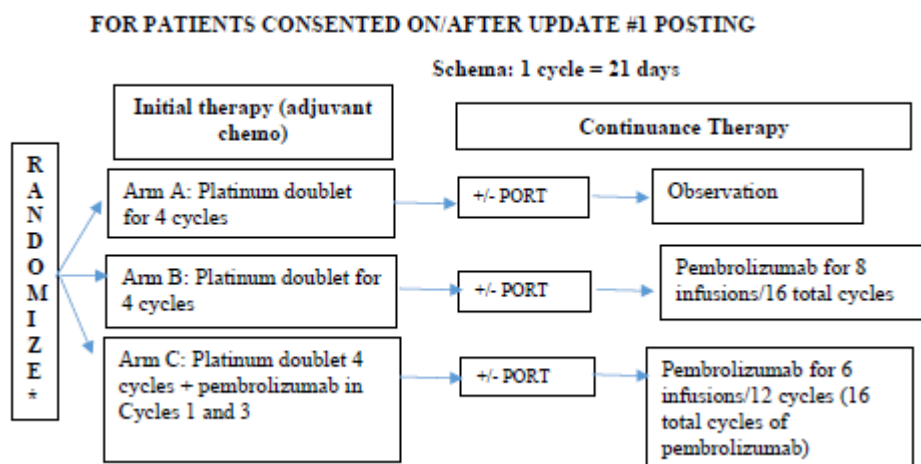 FOR PATIENTS CONSENTED ON/AFTER UPDATE #1 POSTING
Schema: 1 cycle = 21 days
Initial therapy (adjuvant
chemo)
Continuance Therapy
R
A
N
D
O
M
I
Z
E
*
Arm A: Platinum doublet
for 4 cycles
+/- PORT
Observation
Arm B: Platinum doublet for
4 cycles
+/- PORT
Pembrolizumab for 8
infusions/16 total cycles
Arm C: Platinum doublet 4
cycles + pembrolizumab in
Cycles 1 and 3
+/- PORT
Pembrolizumab for 6
infusions/12 cycles (16
total cycles of
pembrolizumab)